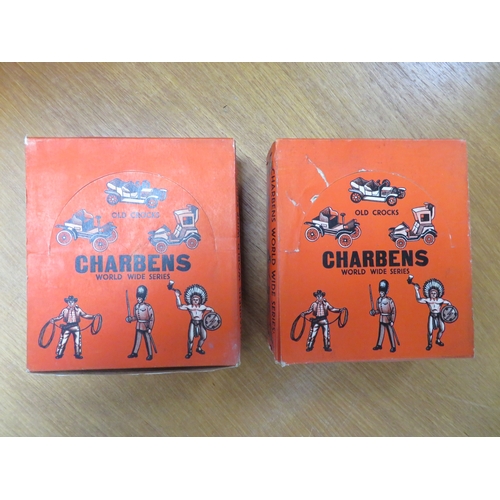 OLD CROCKS
CHARBENS
WORLD WIDE SERIES
CHARBENS WORLD WIDE SERIES
OLD CROCKS
CHARBENS
WORLD WIDE SERIES